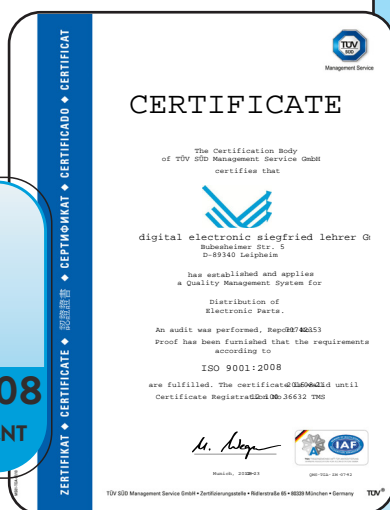 TÜV
SÜD
Management Service
CERTIFICATE
The Certification Body
of TÜV SÜD Management Service GmbH
certifies that
digital electronic siegfried lehrer G
Bubesheimer Str. 5
D-89340 Leipheim
has established and applies
a Quality Management System for
Distribution of
Electronic Parts.
An audit was performed, Report
Proof has been furnished that the requirements
according to
ISO 9001:2008
are fulfilled. The certificate valid until
Certificate Registration No 36632 TMS
Munich,
IAF
TÜV SÜD Management Service GmbH • Zertifizierungsstelle • Ridlerstraße 65 • 80339 München • Germany
TÜV®
ZERTIFIKAT ◆ CERTIFICATE ◆ 認證證書 ◆ СЕРТИФИКАТ ◆ CERTIFICADO ◆ CERTIFICAT
08
NT